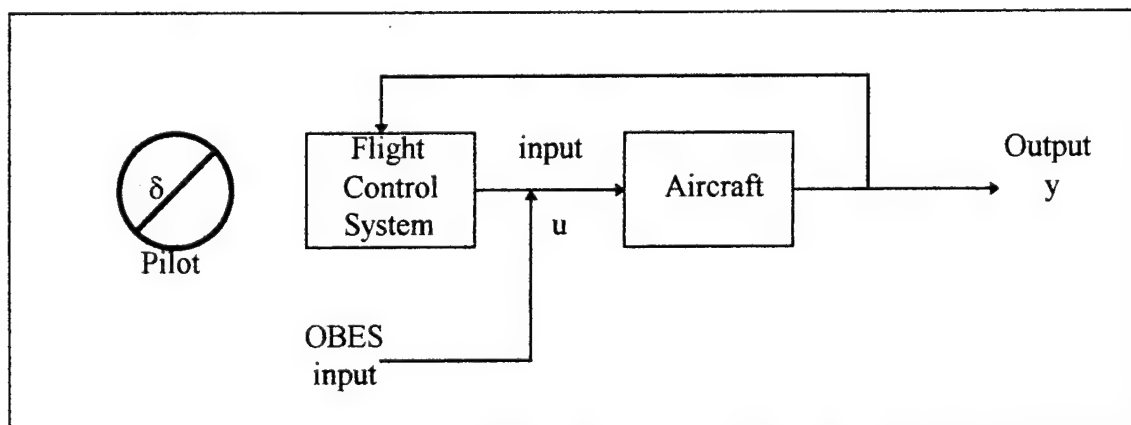 δ
Pilot
Flight
Control
System
input
u
Aircraft
Output
y
OBES
input